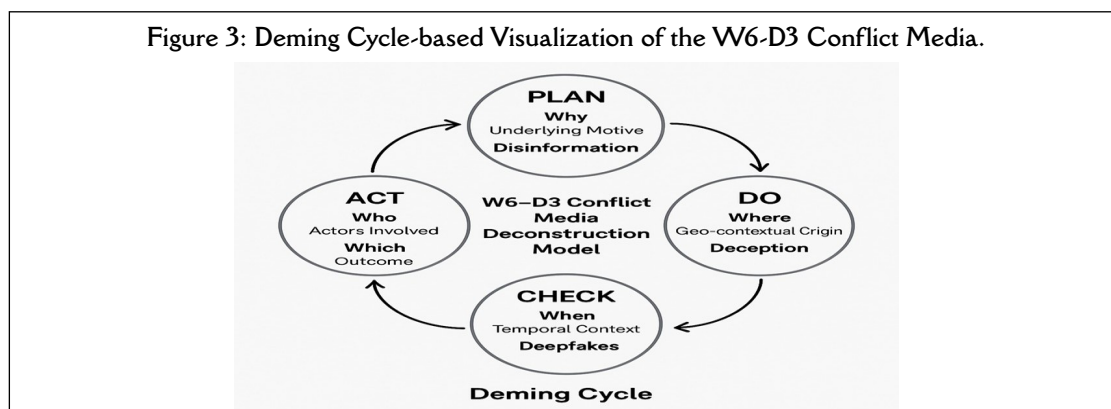 Figure 3: Deming Cycle-based Visualization of the W6-D3 Conflict Media.
PLAN
Why
Underlying Motive
Disinformation
ACT
Who
Actors Involved
Which
Outcome
W6–D3 Conflict
Media
Deconstruction
Model
DO
Where
Geo-contextual Crigin
Deception
CHECK
When
Temporal Context
Deepfakes
Deming Cycle